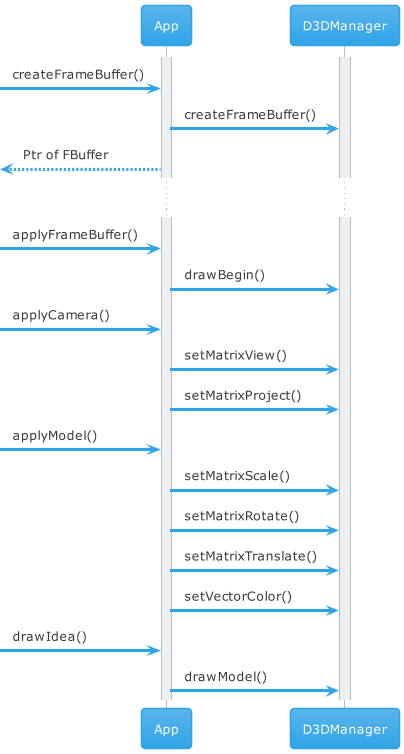 App
D3DManager
createFrameBuffer()
createFrameBuffer()
Ptr of FBuffer
applyFrameBuffer()
drawBegin()
applyCamera()
setMatrixView()
setMatrixProject()
applyModel()
setMatrixScale()
setMatrixRotate()
setMatrixTranslate()
setVectorColor()
drawIdea()
drawModel()
App
D3DManager